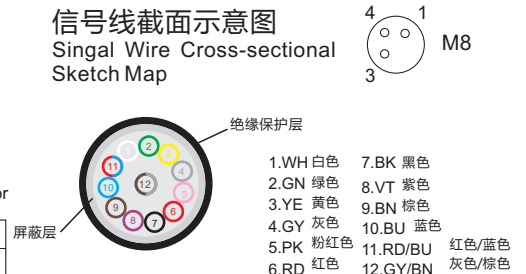 信号线截面示意图
Singal Wire Cross-sectional
Sketch Map
4 1
M8
3
绝缘保护层
1 2 3
11 4
10 12 5
9 6
8 7
or
屏蔽层
1.WH 白色 7.BK 黑色
2.GN 绿色 8.VT 紫色
3.YE 黄色 9.BN 棕色
4.GY 灰色 10.BU 蓝色
5.PK 粉红色 11.RD/BU 红色/蓝色
6.RD 红色 12.GY/BN 灰色/棕色